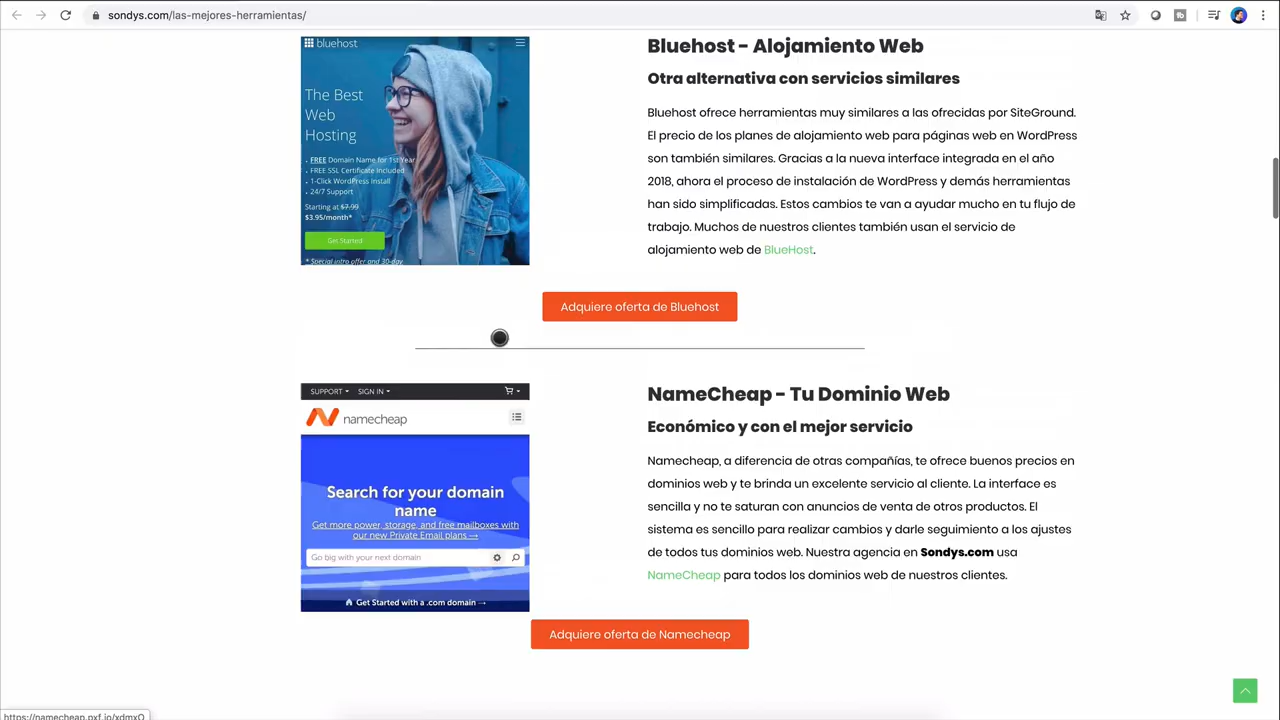 sondys.com/las-mejores-herramientas/
bluehost
The Best
Web
Hosting
FREE Domain Name for 1st Year
FREE SSL Certificate Included
1-Click WordPress Install
24/7 Support
Starting at $7.99
$3.95/month*
Get Started
* Special intro offer and 30-day
Bluehost - Alojamiento Web
Otra alternativa con servicios similares
Bluehost ofrece herramientas muy similares a las ofrecidas por SiteGround.
El precio de los planes de alojamiento web para páginas web en WordPress
son también similares. Gracias a la nueva interface integrada en el año
2018, ahora el proceso de instalación de WordPress y demás herramientas
han sido simplificadas. Estos cambios te van a ayudar mucho en tu flujo de
trabajo. Muchos de nuestros clientes también usan el servicio de
alojamiento web de BlueHost.
Adquiere oferta de Bluehost
SUPPORT SIGN IN
namecheap
Search for your domain
name
Get more power, storage, and free mailboxes with
our new Private Email plans →
Go big with your next domain
Get Started with a .com domain →
NameCheap - Tu Dominio Web
Económico y con el mejor servicio
Namecheap, a diferencia de otras compañías, te ofrece buenos precios en
dominios web y te brinda un excelente servicio al cliente. La interface es
sencilla y no te saturan con anuncios de venta de otros productos. El
sistema es sencillo para realizar cambios y darle seguimiento a los ajustes
de todos tus dominios web. Nuestra agencia en Sondys.com usa
NameCheap para todos los dominios web de nuestros clientes.
Adquiere oferta de Namecheap
https://namecheap.pxf.io/xdmxO